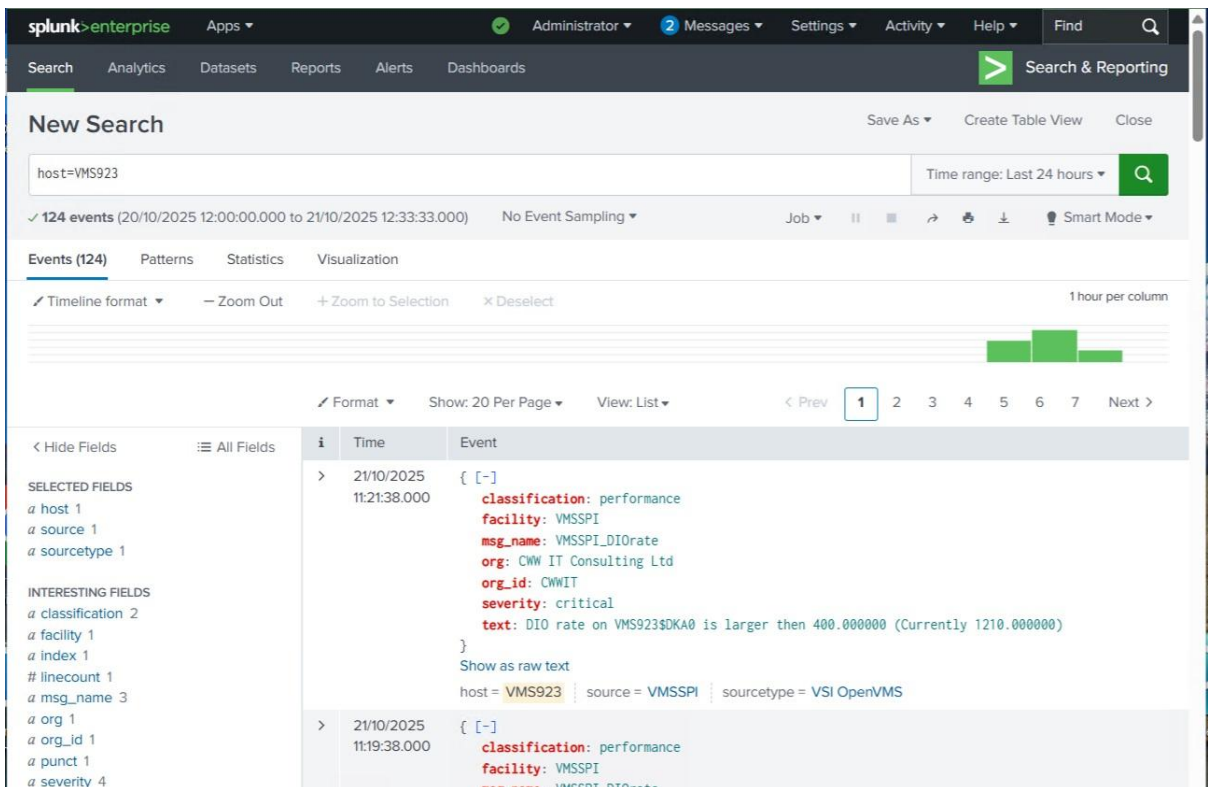 splunk>enterprise Apps Administrator 2 Messages Settings Activity Help Find
Search Analytics Datasets Reports Alerts Dashboards > Search & Reporting
New Search Save As Create Table View Close
host=VMS923 Time range: Last 24 hours
✓ 124 events (20/10/2025 12:00:00.000 to 21/10/2025 12:33:33.000) No Event Sampling Job Smart Mode
Events (124) Patterns Statistics Visualization
Timeline format — Zoom Out + Zoom to Selection × Deselect 1 hour per column
Format Show: 20 Per Page View: List < Prev 1 2 3 4 5 6 7 Next >
< Hide Fields All Fields i Time Event
SELECTED FIELDS
a host 1
a source 1
a sourcetype 1
INTERESTING FIELDS
a classification 2
a facility 1
a index 1
# linecount 1
a msg_name 3
a org 1
a org_id 1
a punct 1
a severity 4
> 21/10/2025 { [-]
11:21:38.000 classification: performance
facility: VMSSPI
msg_name: VMSSPI_DIOrate
org: CWW IT Consulting Ltd
org_id: CWWIT
severity: critical
text: DIO rate on VMS923$DKA0 is larger then 400.000000 (Currently 1210.000000)
}
Show as raw text
host = VMS923 source = VMSSPI sourcetype = VSI OpenVMS
> 21/10/2025 { [-]
11:19:38.000 classification: performance
facility: VMSSPI
msg_name: VMSSPI_DIOrate